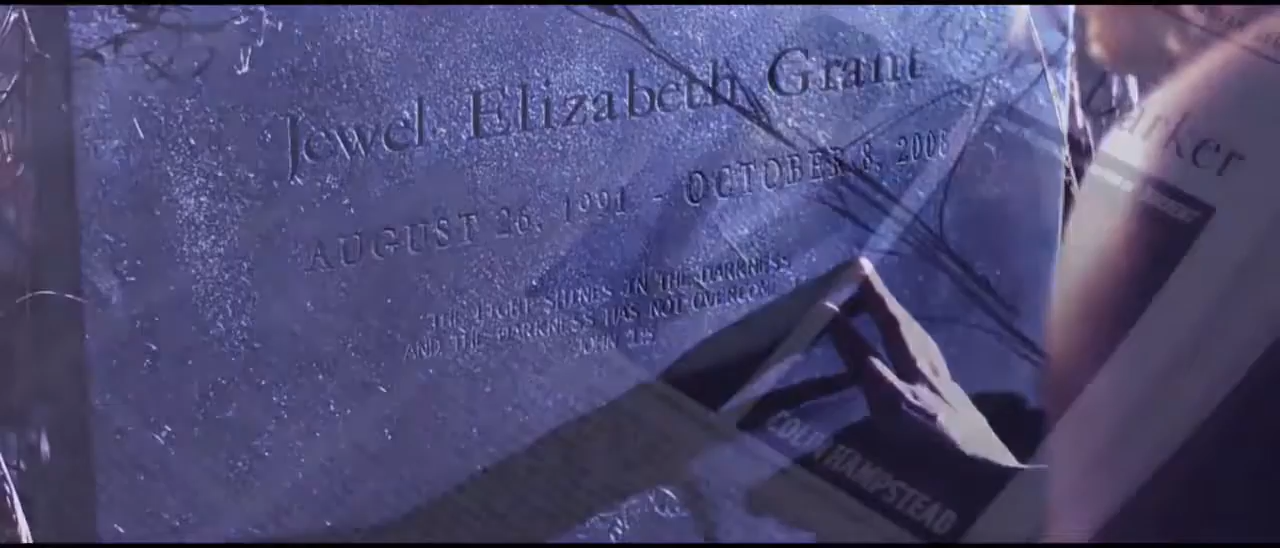 Jewel Elizabeth Grant
AUGUST 26, 1991 - OCTOBER 8, 2008
THE LIGHT SHINES IN THE DARKNESS
AND THE DARKNESS HAS NOT OVERCOME
JOHN 1:5
COLIN HAMPSTEAD
Barker